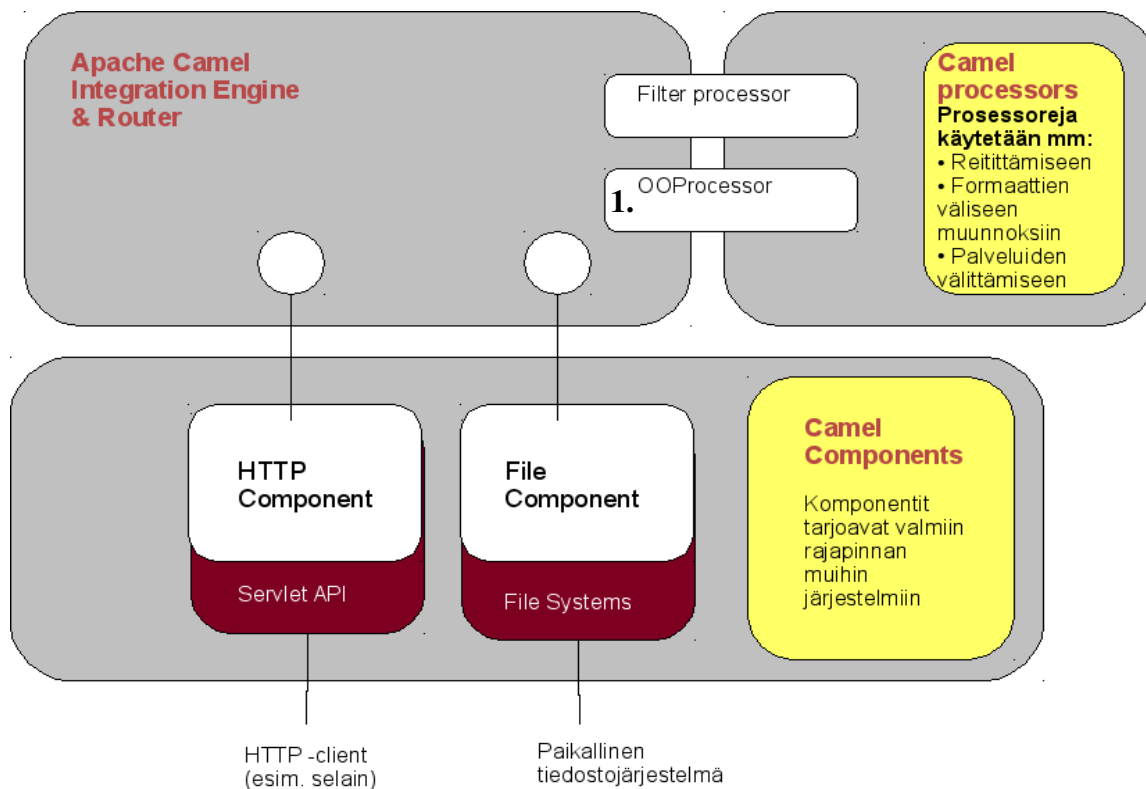 Apache Camel
Integration Engine
& Router
Filter processor
1. OOProcessor
Camel
processors
Prosessoreja
käytetään mm:
• Reitittämiseen
• Formaattien
väliseen
muunnoksiin
• Palveluiden
välittämiseen
HTTP
Component
Servlet API
File
Component
File Systems
Camel
Components
Komponentit
tarjoavat valmiin
rajapinnan
muihin
järjestelmiin
HTTP -client
(esim. selain)
Paikallinen
tiedostojärjestelmä